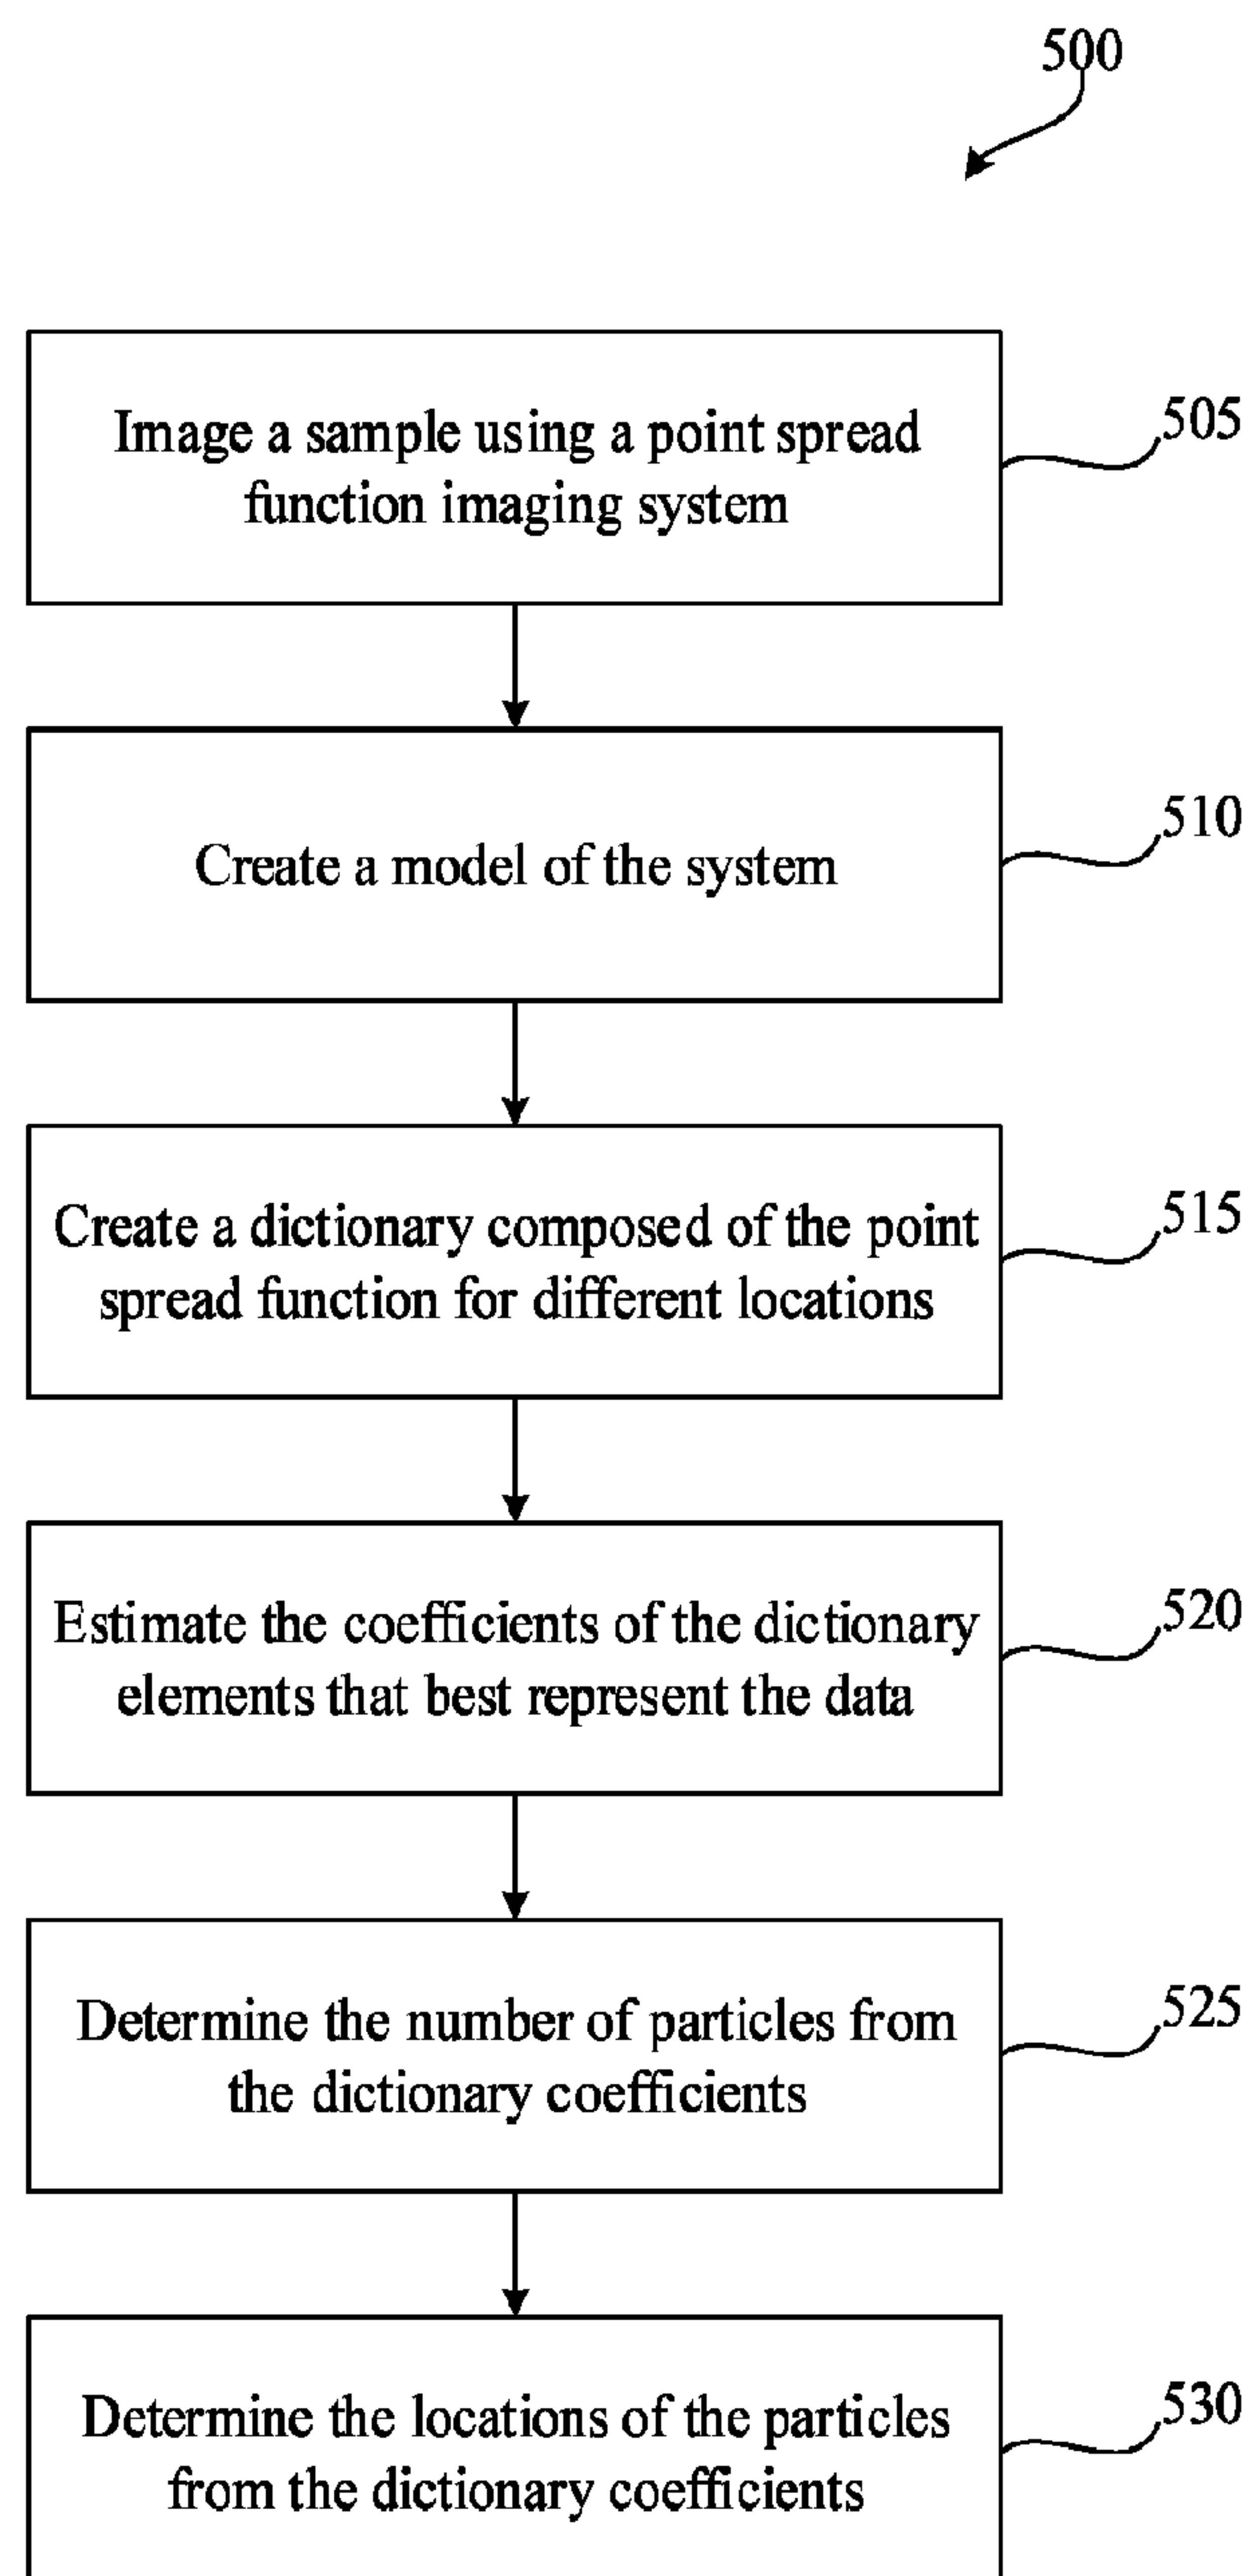 500
Image a sample using a point spread
function imaging system
505
Create a model of the system
510
Create a dictionary composed of the point
spread function for different locations
515
Estimate the coefficients of the dictionary
elements that best represent the data
520
Determine the number of particles from
the dictionary coefficients
525
Determine the locations of the particles
from the dictionary coefficients
530